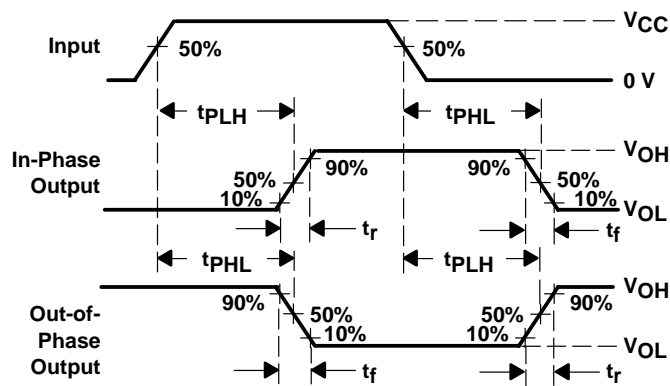 VCC
Input
50%
50%
0 V
tPLH
tPHL
In-Phase
Output
VOH
90%
90%
50%
50%
10%
10%
VOL
tr
tf
tPHL
tPLH
Out-of-
Phase
Output
VOH
90%
90%
50%
50%
10%
10%
VOL
tf
tr